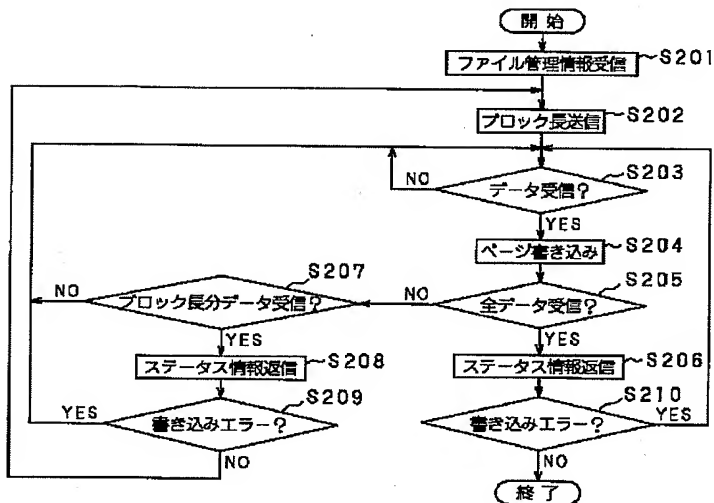 開始
ファイル管理情報受信 S201
ブロック長送信 S202
データ受信? S203
NO
YES
ページ書き込み S204
全データ受信? S205
NO
YES
ブロック長分データ受信? S207
NO
YES
ステータス情報返信 S208
ステータス情報返信 S206
書き込みエラー? S209
YES
NO
書き込みエラー? S210
YES
NO
終了